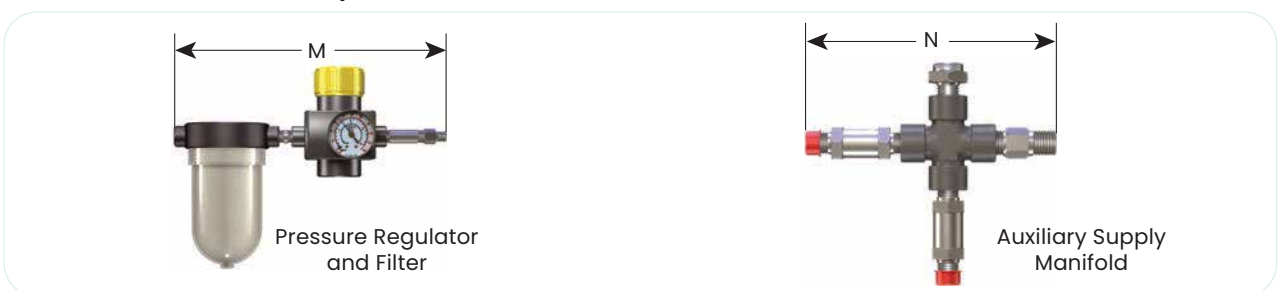 M
N
Pressure Regulator
and Filter
Auxiliary Supply
Manifold